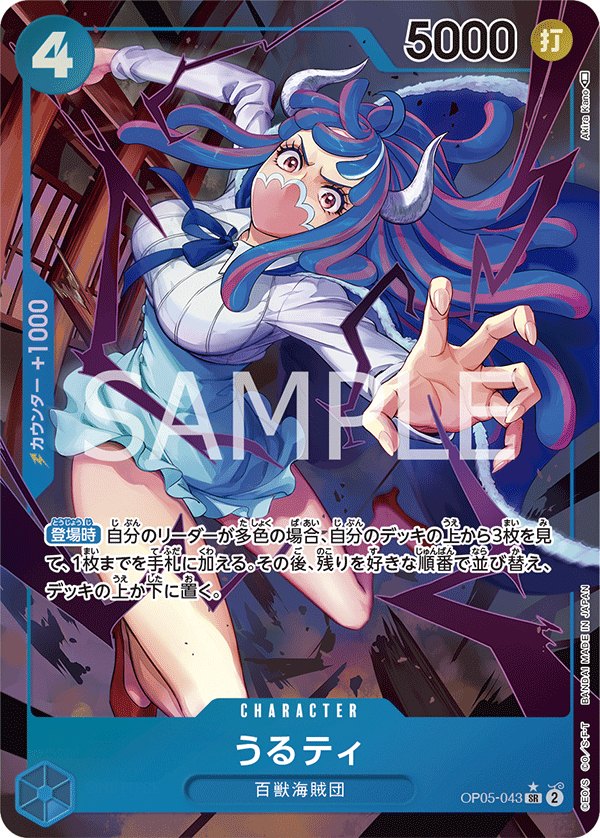 4
5000
打
Akira Kano
カウンター +1000
SAMPLE
登場時 自分のリーダーが多色の場合、自分のデッキの上から3枚を見
て、1枚までを手札に加える。その後、残りを好きな順番で並び替え、
デッキの上か下に置く。
CHARACTER
うるティ
百獣海賊団
OP05-043 SR 2
©E.O/S ©O./S・F・T BANDAI MADE IN JAPAN